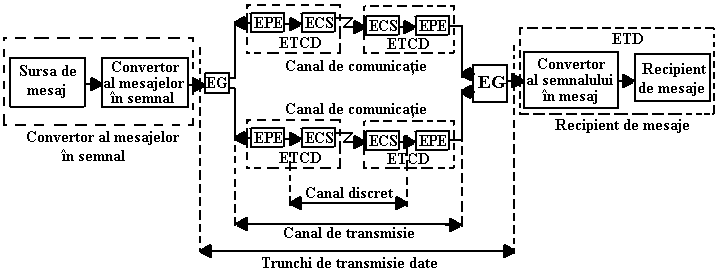 EPE ECS ECS EPE
ETCD ETCD
Canal de comunicaţie
ETD
Sursa de mesaj
Convertor al mesajelor în semnal
EG
EG
Convertor al semnalului în mesaj
Recipient de mesaje
Convertor al mesajelor
în semnal
Canal de comunicaţie
Recipient de mesaje
EPE ECS ECS EPE
ETCD ETCD
Canal discret
Canal de transmisie
Trunchi de transmisie date